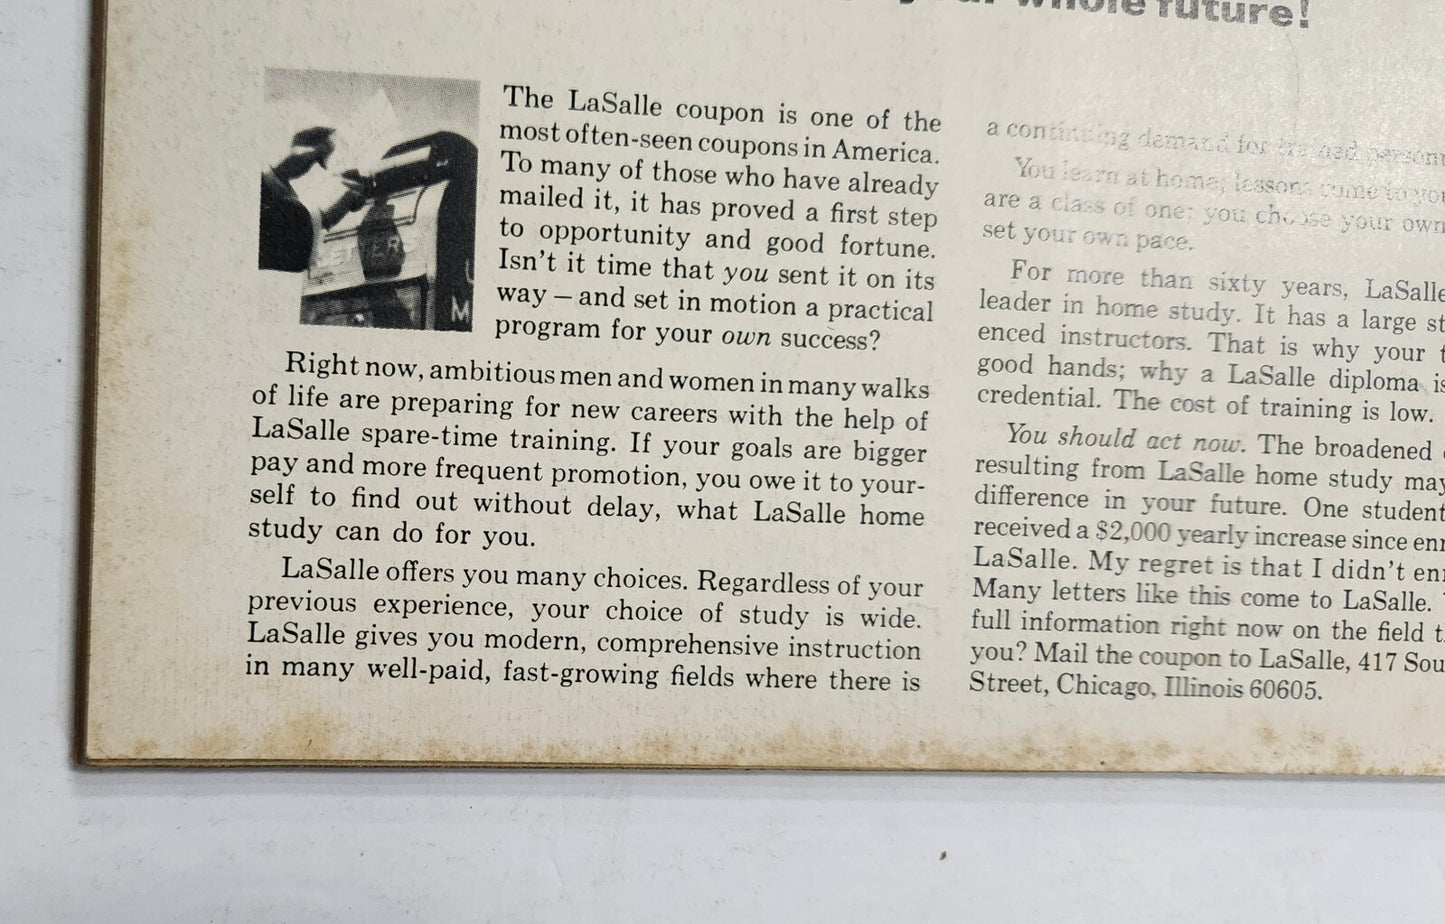 your whole future!
The LaSalle coupon is one of the
most often-seen coupons in America.
To many of those who have already
mailed it, it has proved a first step
to opportunity and good fortune.
Isn't it time that you sent it on its
way – and set in motion a practical
program for your own success?
Right now, ambitious men and women in many walks
of life are preparing for new careers with the help of
LaSalle spare-time training. If your goals are bigger
pay and more frequent promotion, you owe it to your-
self to find out without delay, what LaSalle home
study can do for you.
LaSalle offers you many choices. Regardless of your
previous experience, your choice of study is wide.
LaSalle gives you modern, comprehensive instruction
in many well-paid, fast-growing fields where there is
a continuing demand for trained
You learn at home; lessons come to you
are a class of one; you choose your own
set your own pace.
For more than sixty years, LaSalle
leader in home study. It has a large
enced instructors. That is why your
good hands; why a LaSalle diploma is
credential. The cost of training is low.
You should act now. The broadened
resulting from LaSalle home study may
difference in your future. One student
received a $2,000 yearly increase since
LaSalle. My regret is that I didn't
Many letters like this come to LaSalle.
full information right now on the field
you? Mail the coupon to LaSalle, 417
Street, Chicago, Illinois 60605.
LETTERS
U
M